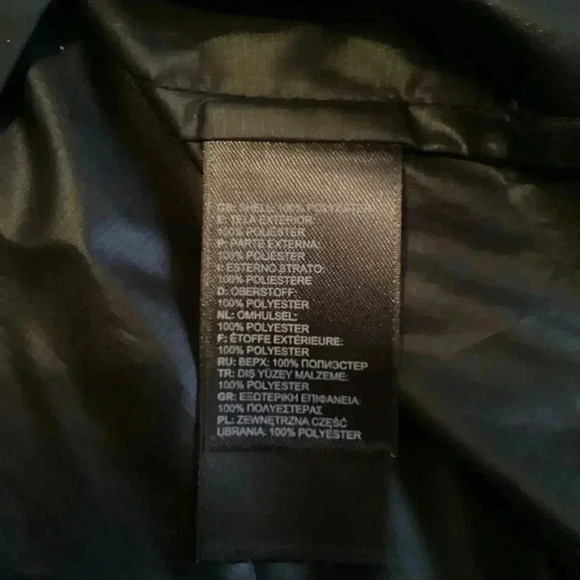 GB: SHELL: 100% POLYESTER
E: TELA EXTERIOR:
100% POLIESTER
P: PARTE EXTERNA:
100% POLIÉSTER
I: ESTERNO STRATO:
100% POLIESTERE
D: OBERSTOFF:
100% POLYESTER
NL: OMHULSEL:
100% POLYESTER
F: ÉTOFFE EXTÉRIEURE:
100% POLYESTER
RU: ВЕРХ: 100% ПОЛИЭСТЕР
TR: DIŞ YÜZEY MALZEME:
100% POLYESTER
GR: ΕΞΩΤΕΡΙΚΗ ΕΠΙΦΑΝΕΙΑ:
100% ΠΟΛΥΕΣΤΕΡΑΣ
PL: ZEWNĘTRZNA CZĘŚĆ
UBRANIA: 100% POLYESTER